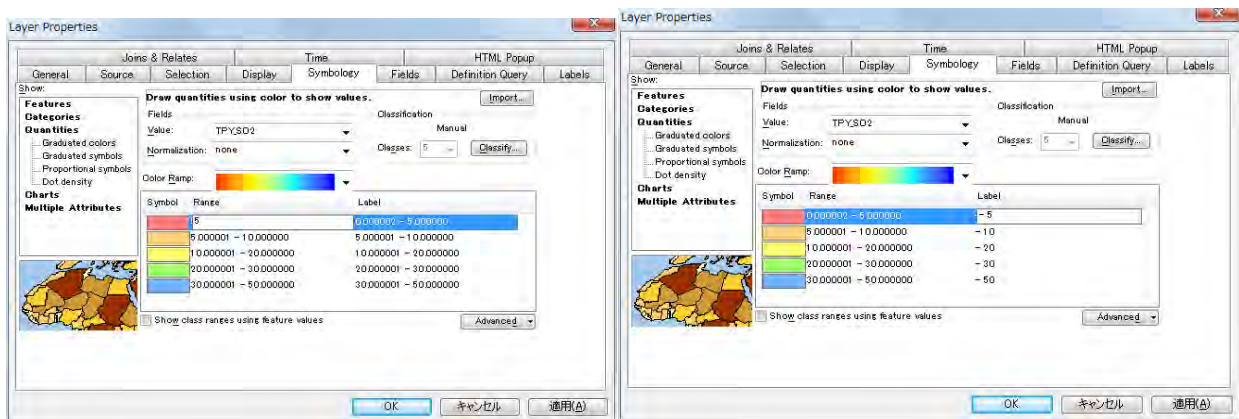 Layer Properties
Joins & Relates Time HTML Popup
General Source Selection Display Symbology Fields Definition Query Labels
Show:
Features
Categories
Quantities
Graduated colors
Graduated symbols
Proportional symbols
Dot density
Charts
Multiple Attributes
Draw quantities using color to show values.
Import...
Fields
Value: TPY_SO2
Normalization: none
Classification
Manual
Classes: 5 Classify...
Color Ramp:
Symbol Range Label
5 0.000002 - 5.000000
5.000001 - 10.000000 5.000001 - 10.000000
10.000001 - 20.000000 10.000001 - 20.000000
20.000001 - 30.000000 20.000001 - 30.000000
30.000001 - 50.000000 30.000001 - 50.000000
Show class ranges using feature values
Advanced
OK キャンセル 適用(A)
Layer Properties
Joins & Relates Time HTML Popup
General Source Selection Display Symbology Fields Definition Query Labels
Show:
Features
Categories
Quantities
Graduated colors
Graduated symbols
Proportional symbols
Dot density
Charts
Multiple Attributes
Draw quantities using color to show values.
Import...
Fields
Value: TPY_SO2
Normalization: none
Classification
Manual
Classes: 5 Classify...
Color Ramp:
Symbol Range Label
0.000002 - 5.000000 - 5
5.000001 - 10.000000 - 10
10.000001 - 20.000000 - 20
20.000001 - 30.000000 - 30
30.000001 - 50.000000 - 50
Show class ranges using feature values
Advanced
OK キャンセル 適用(A)